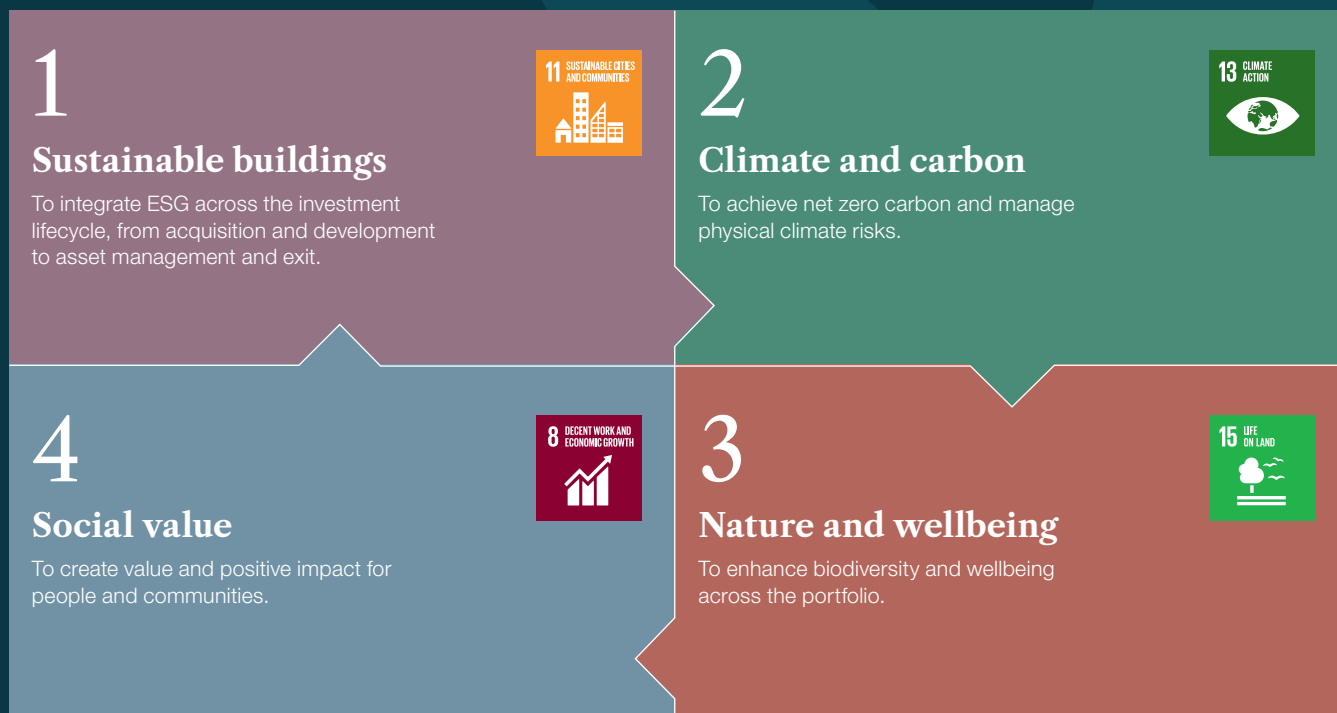 1
11 SUSTAINABLE CITIES
AND COMMUNITIES
Sustainable buildings
To integrate ESG across the investment
lifecycle, from acquisition and development
to asset management and exit.
2
13 CLIMATE
ACTION
Climate and carbon
To achieve net zero carbon and manage
physical climate risks.
3
15 LIFE
ON LAND
Nature and wellbeing
To enhance biodiversity and wellbeing
across the portfolio.
4
8 DECENT WORK AND
ECONOMIC GROWTH
Social value
To create value and positive impact for
people and communities.